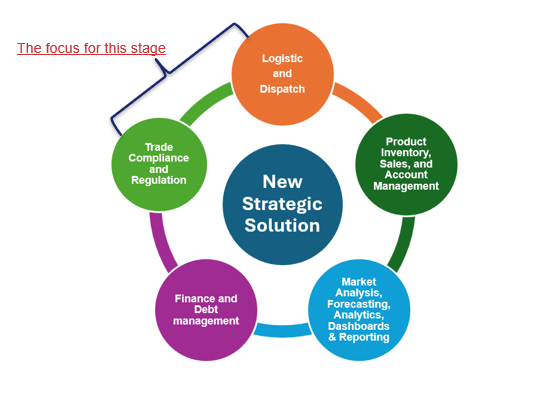 The focus for this stage
Logistic
and
Dispatch
Trade
Compliance
and
Regulation
Product
Inventory,
Sales, and
Account
Management
New
Strategic
Solution
Finance and
Debt
management
Market
Analysis,
Forecasting,
Analytics,
Dashboards
& Reporting